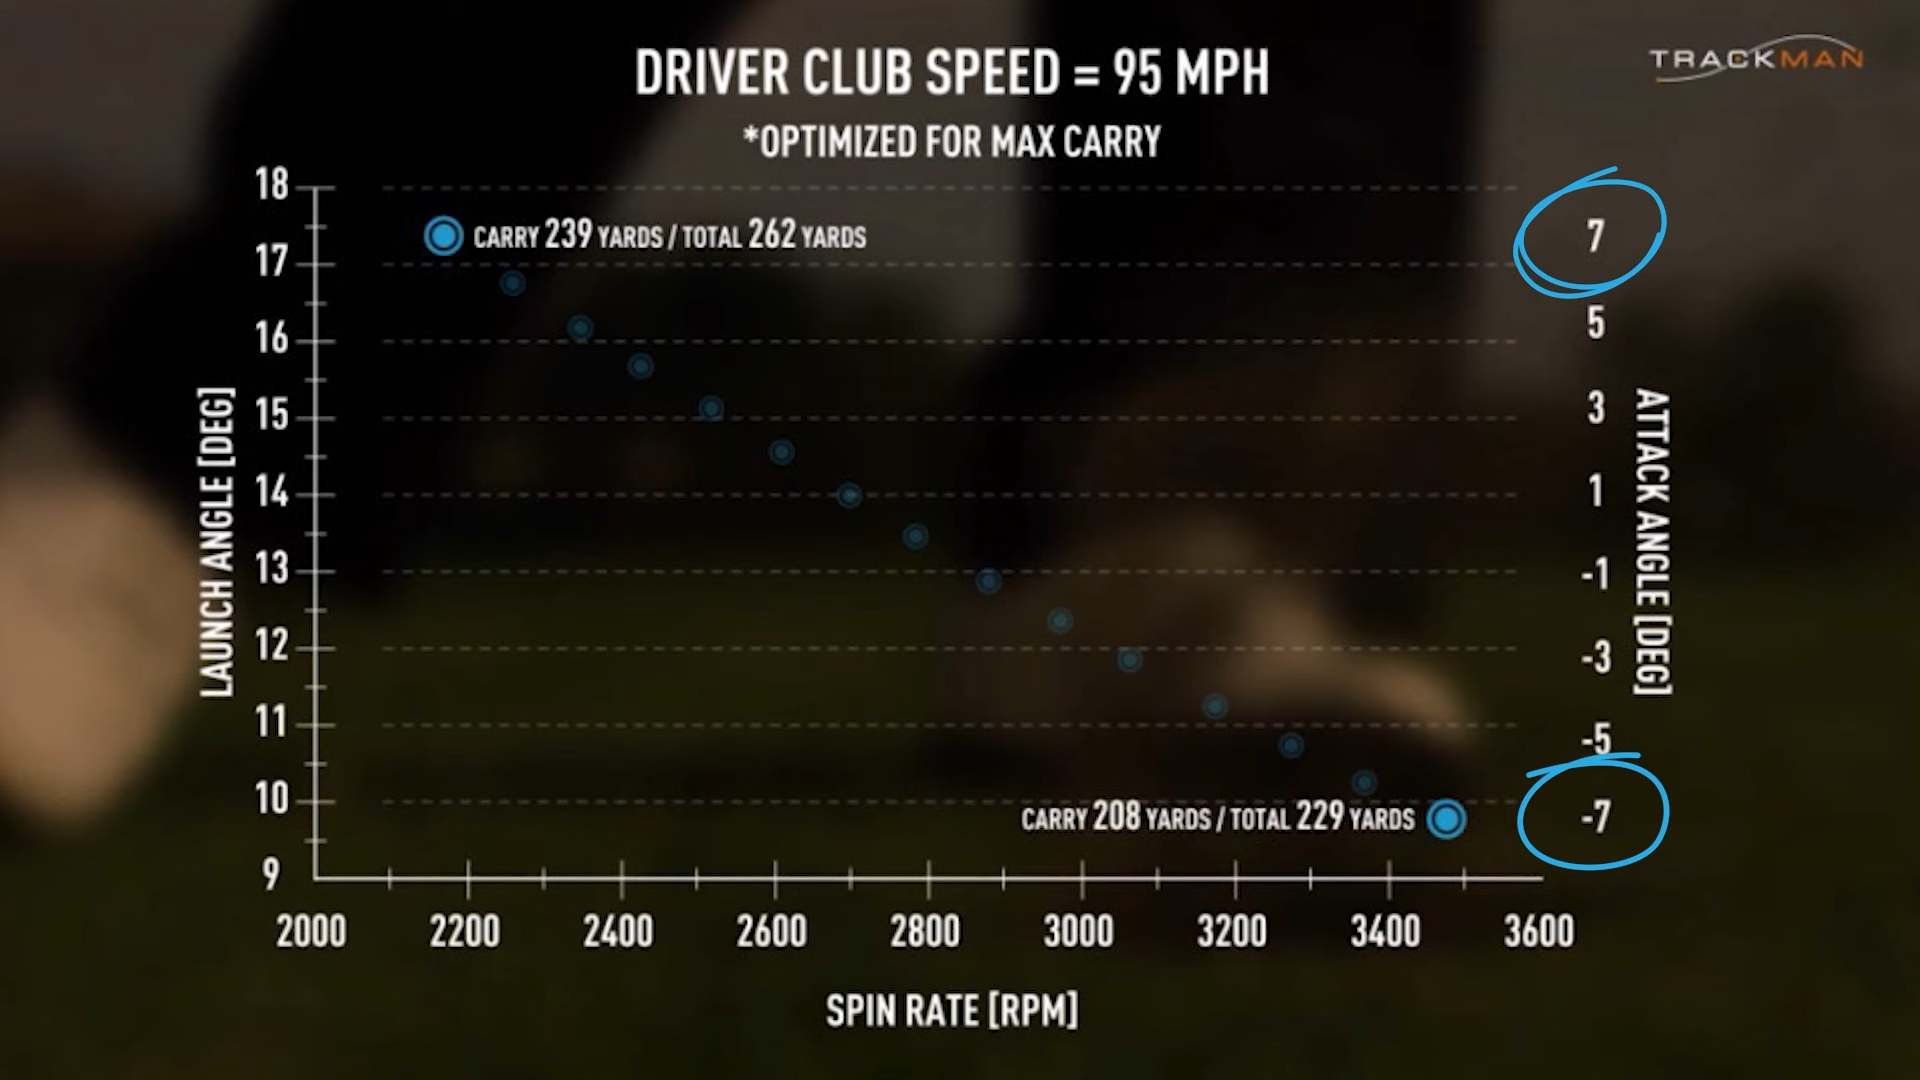 DRIVER CLUB SPEED = 95 MPH
TRACKMAN
*OPTIMIZED FOR MAX CARRY
18
17
16
15
14
13
12
11
10
9
LAUNCH ANGLE [DEG]
CARRY 239 YARDS / TOTAL 262 YARDS
CARRY 208 YARDS / TOTAL 229 YARDS
7
5
3
1
-1
-3
-5
-7
ATTACK ANGLE [DEG]
2000 2200 2400 2600 2800 3000 3200 3400 3600
SPIN RATE [RPM]